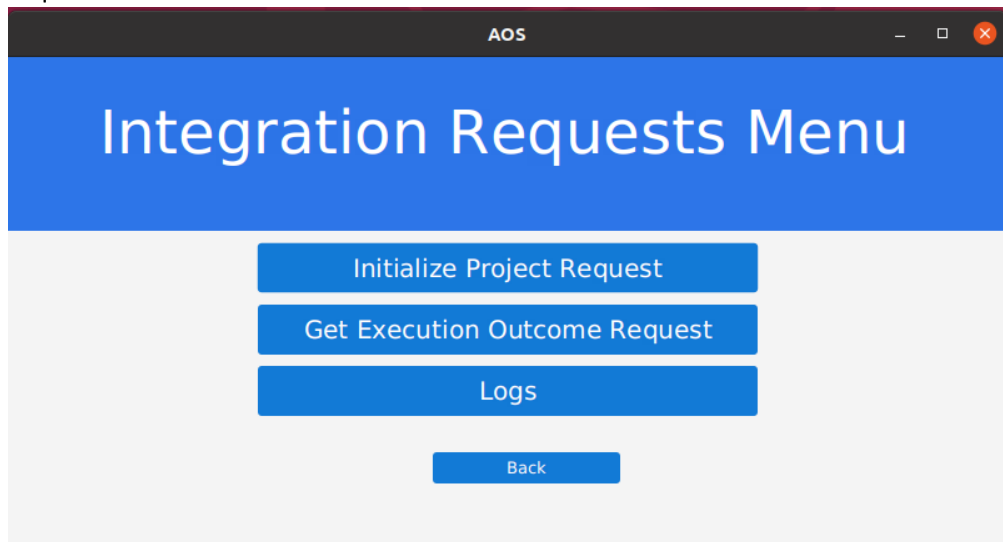 AOS
Integration Requests Menu
Initialize Project Request
Get Execution Outcome Request
Logs
Back